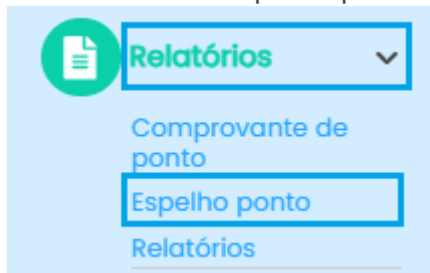 Relatórios
Comprovante de
ponto
Espelho ponto
Relatórios